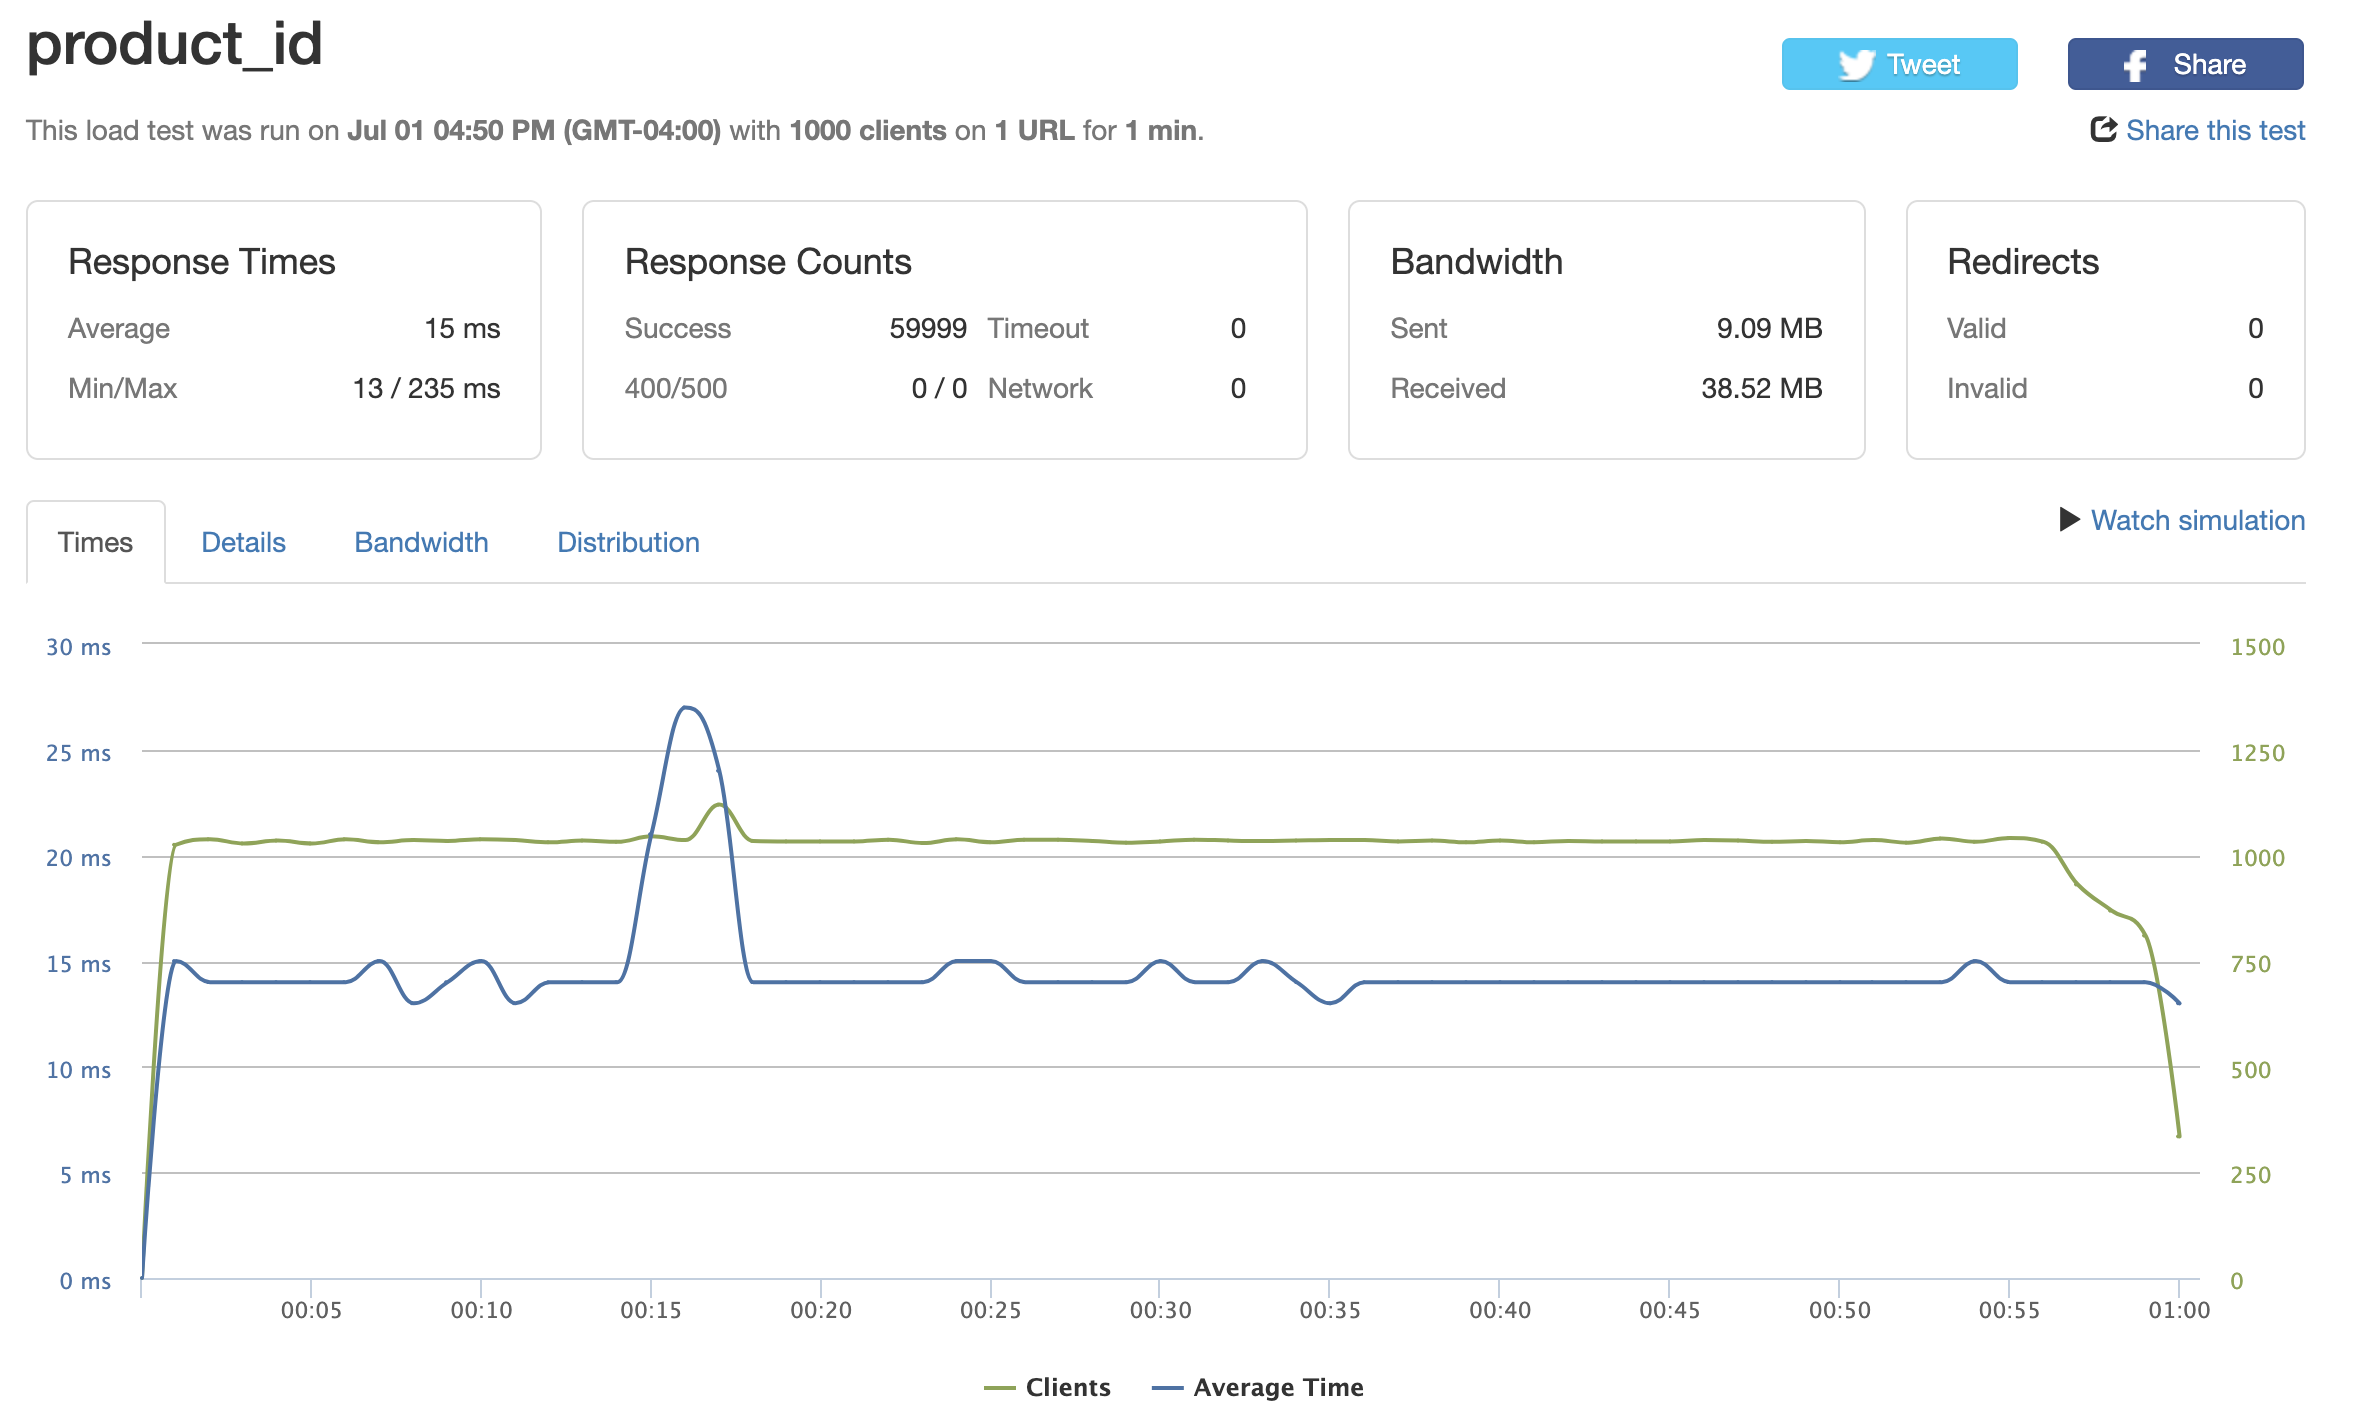 product_id
Tweet
Share
This load test was run on Jul 01 04:50 PM (GMT-04:00) with 1000 clients on 1 URL for 1 min.
Share this test
Response Times
Average 15 ms
Min/Max 13 / 235 ms
Response Counts
Success 59999 Timeout 0
400/500 0 / 0 Network 0
Bandwidth
Sent 9.09 MB
Received 38.52 MB
Redirects
Valid 0
Invalid 0
Times Details Bandwidth Distribution
Watch simulation
30 ms 1500
25 ms 1250
20 ms 1000
15 ms 750
10 ms 500
5 ms 250
0 ms 0
00:05 00:10 00:15 00:20 00:25 00:30 00:35 00:40 00:45 00:50 00:55 01:00
Clients Average Time